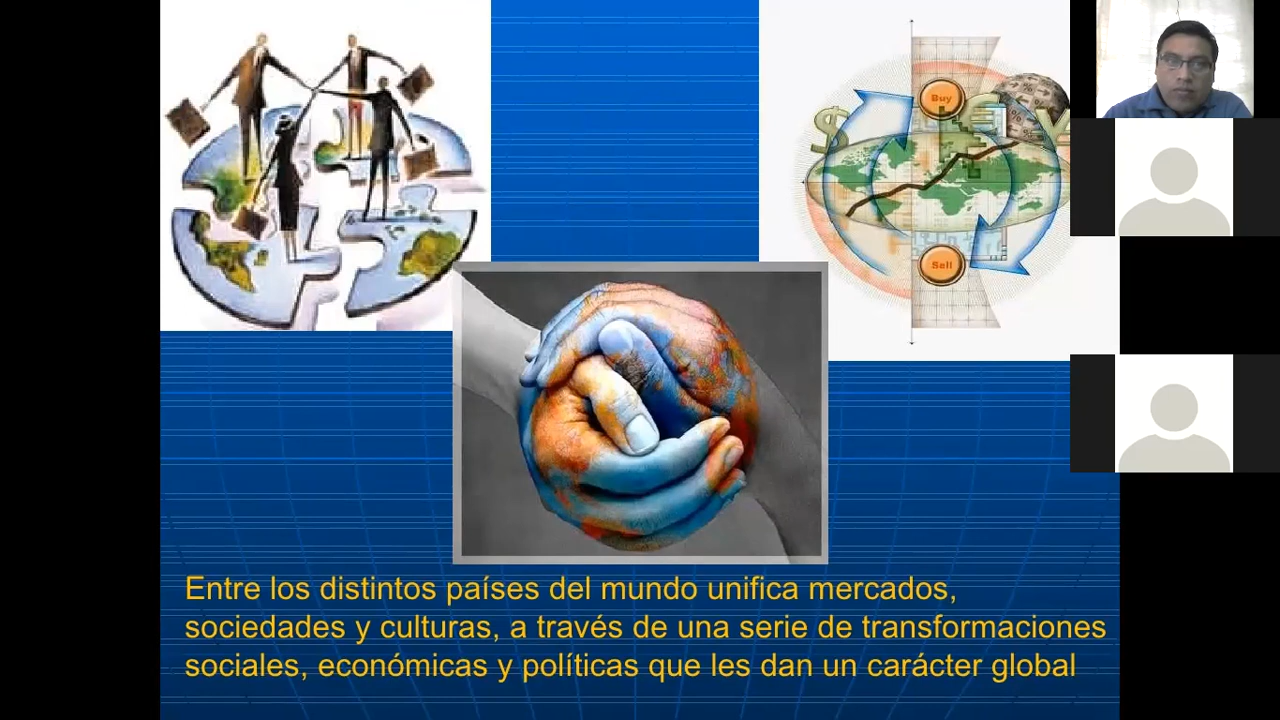 Buy
$ € ¥
Sell
Entre los distintos países del mundo unifica mercados,
sociedades y culturas, a través de una serie de transformaciones
sociales, económicas y políticas que les dan un carácter global